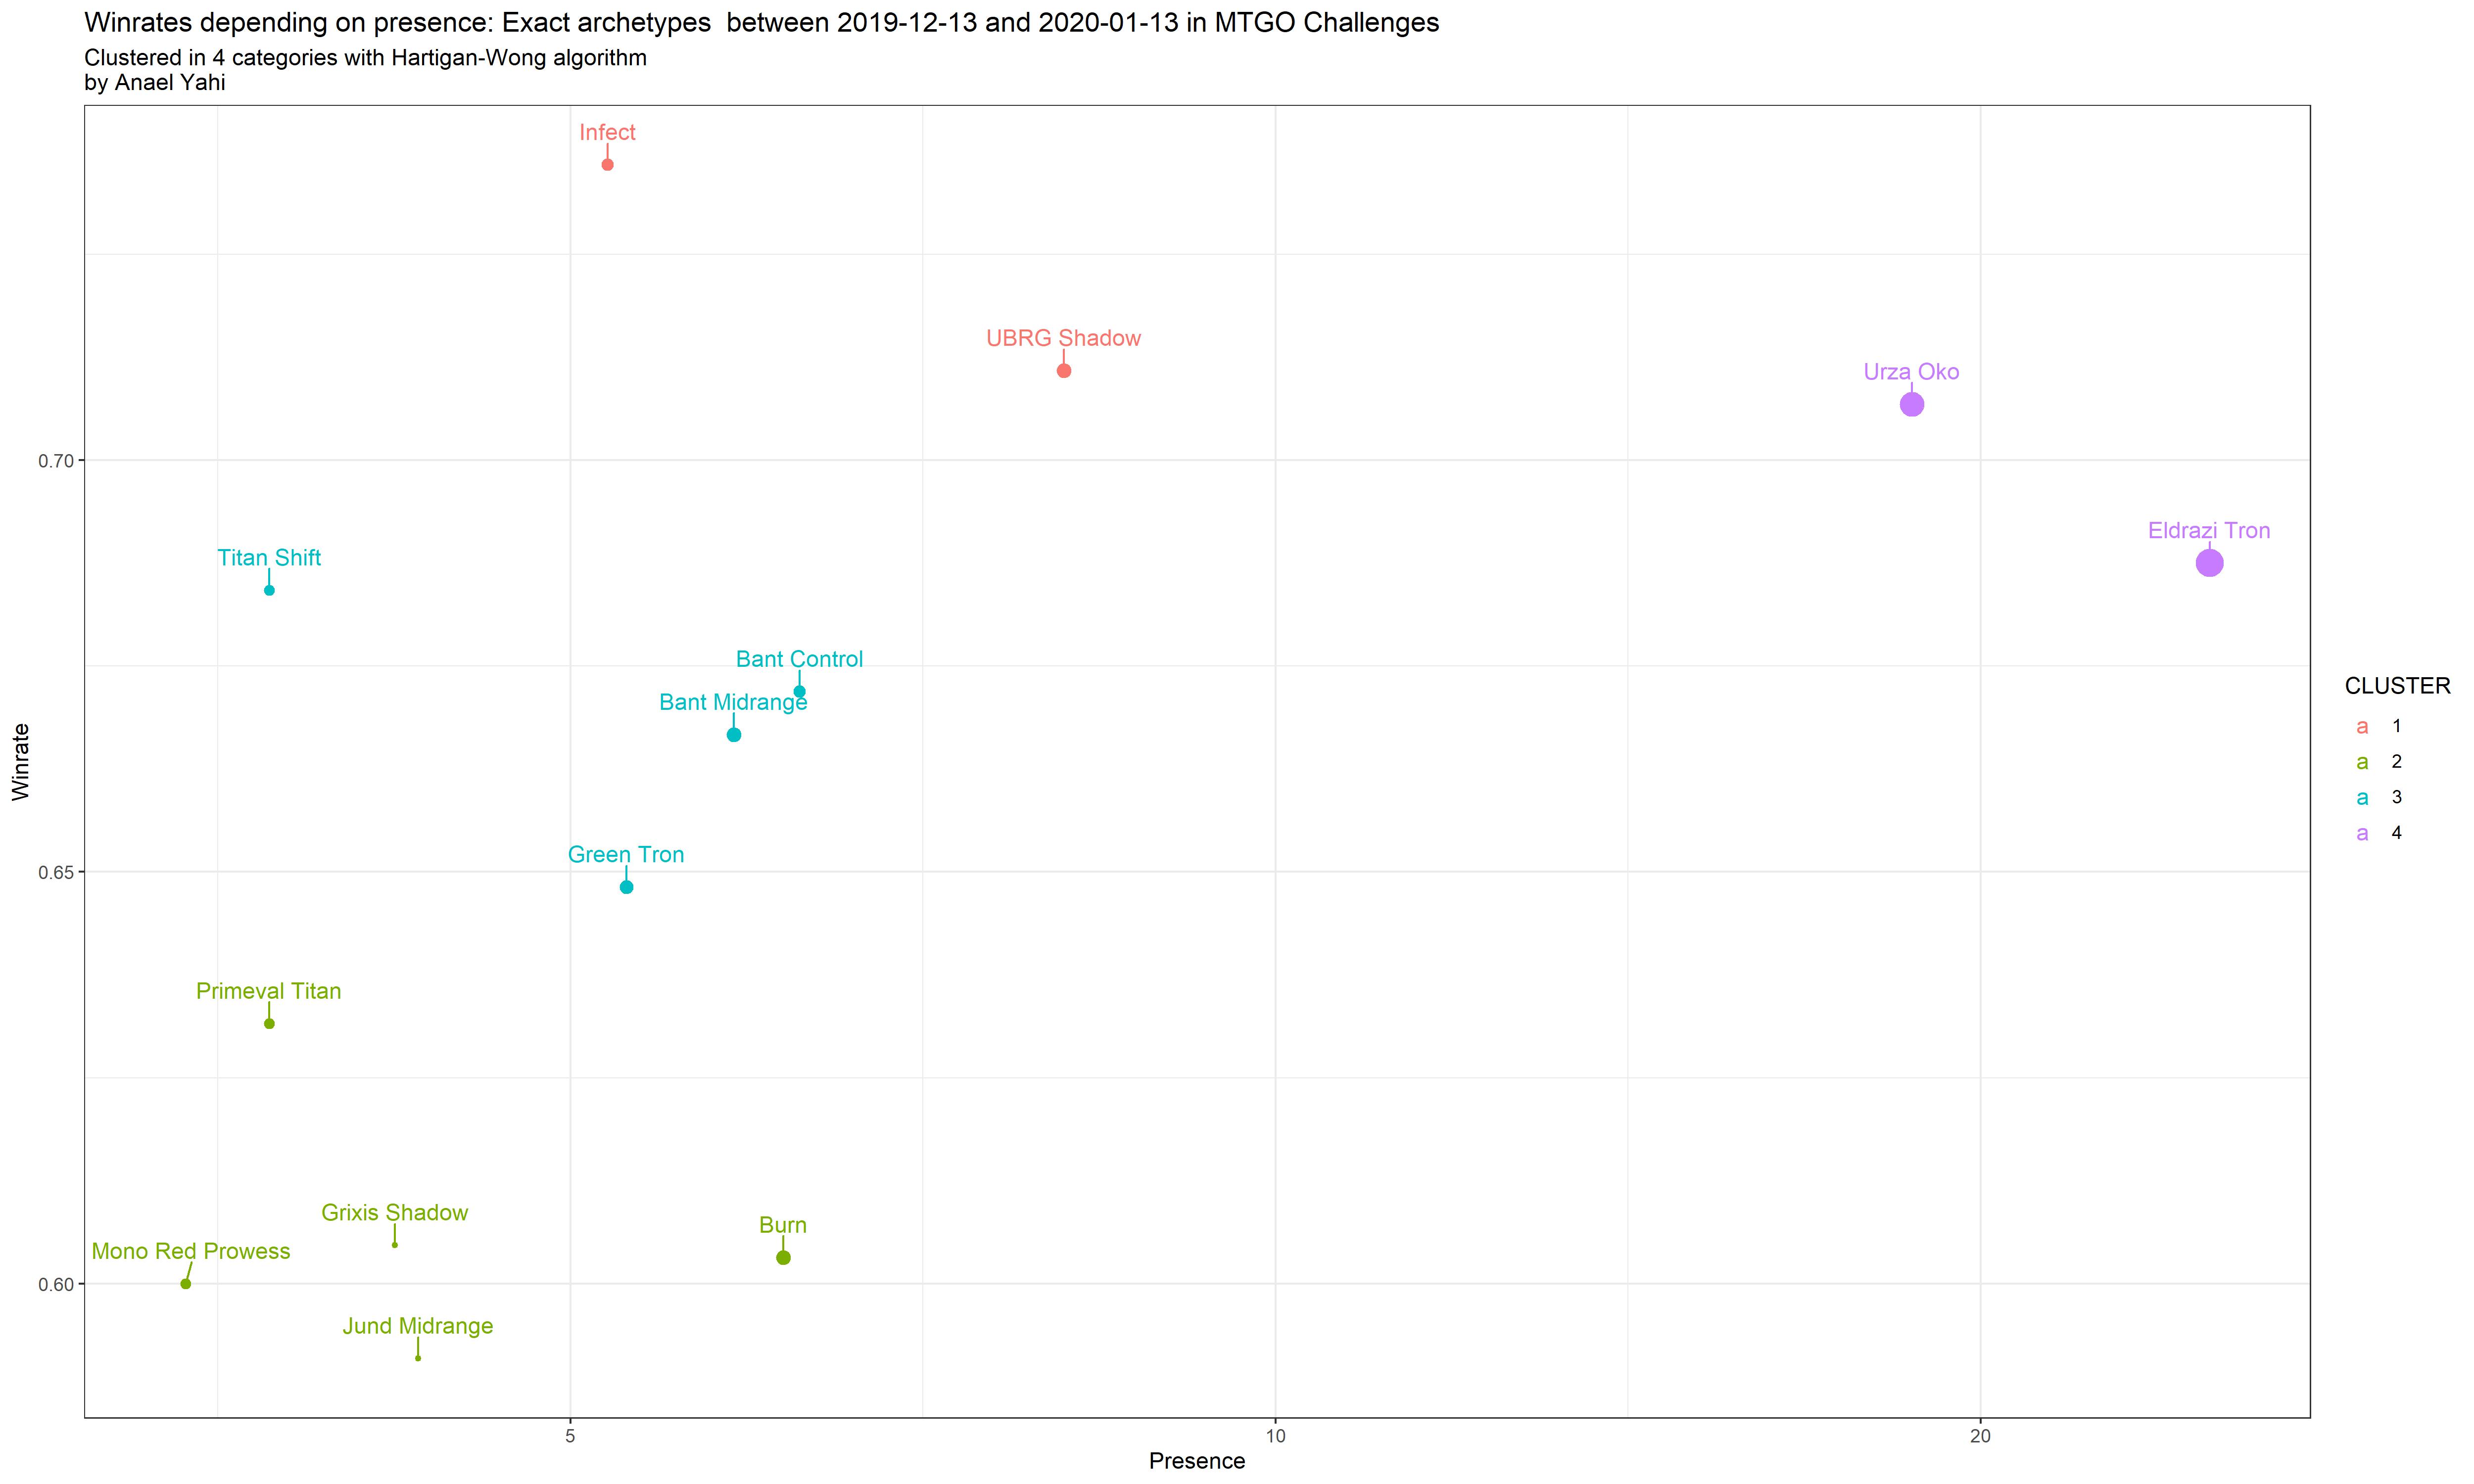 Winrates depending on presence: Exact archetypes  between 2019-12-13 and 2020-01-13 in MTGO Challenges
Clustered in 4 categories with Hartigan-Wong algorithm
by Anael Yahi
Infect
UBRG Shadow
Urza Oko
0.70
Eldrazi Tron
Titan Shift
Bant Control
Bant Midrange
CLUSTER
a 1
a 2
a 3
a 4
Winrate
Green Tron
0.65
Primeval Titan
Grixis Shadow
Burn
Mono Red Prowess
0.60
Jund Midrange
5 10 20
Presence